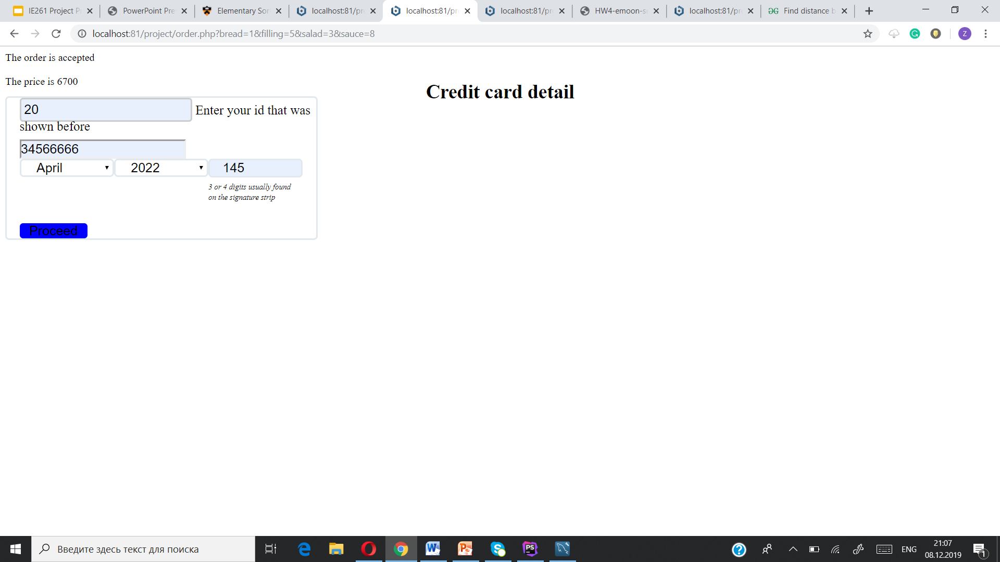 IE261 Project P
PowerPoint Pre
Elementary Sor
localhost:81/pr
localhost:81/pr
localhost:81/pr
HW4-emoon-s
localhost:81/pr
Find distance b
localhost:81/project/order.php?bread=1&filling=5&salad=3&sauce=8
Z
The order is accepted
The price is 6700
Credit card detail
20 Enter your id that was
shown before
34566666
April 2022 145
3 or 4 digits usually found
on the signature strip
Proceed
Введите здесь текст для поиска
ENG
21:07
08.12.2019
1